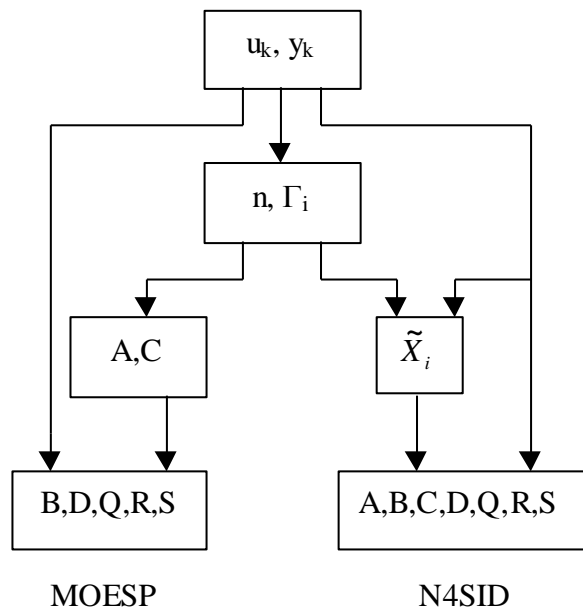 uₖ, yₖ
n, Γᵢ
A,C
X̃ᵢ
B,D,Q,R,S
A,B,C,D,Q,R,S
MOESP
N4SID